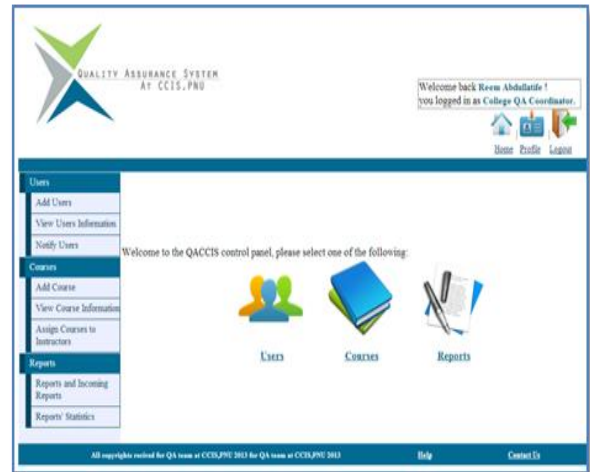 QUALITY ASSURANCE SYSTEM
AT CCIS.PNU
Welcome back Reem Abdullatife !
you logged in as College QA Coordinator.
Home Profile Logout
Users
Add Users
View Users Information
Notify Users
Welcome to the QACCIS control panel, please select one of the following:
Courses
Add Course
View Course Information
Assign Courses to
Instructors
Users Courses Reports
Reports
Reports and Incoming
Reports
Reports' Statistics
All copyrights for QA team at CCIS,PNU 2013 for QA team at CCIS,PNU 2013 Help Contact Us